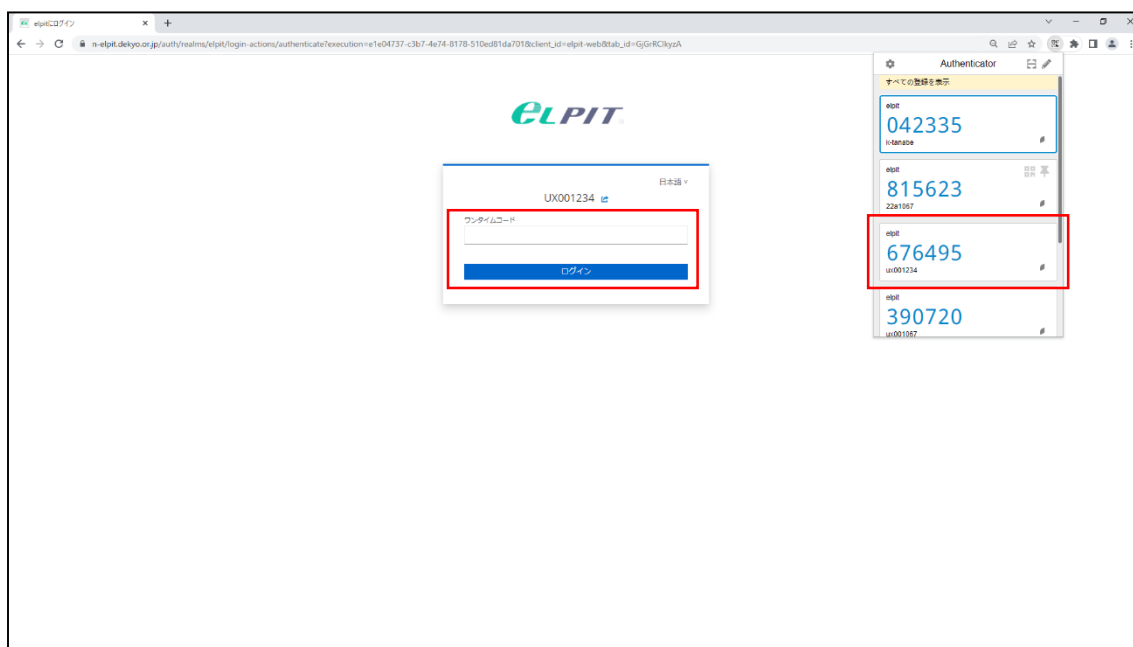 elpitにログイン
n-elpit.dekyo.or.jp/auth/realms/elpit/login-actions/authenticate?execution=e1e04737-c3b7-4e74-8178-510ed81da701&client_id=elpit-web&tab_id=GjGrRClkyzA
Authenticator
すべての登録を表示
elpit
042335
k-tanabe
elpit
815623
22a1067
elpit
676495
ux001234
elpit
390720
ux001067
eLPIT
日本語
UX001234
ワンタイムコード
ログイン